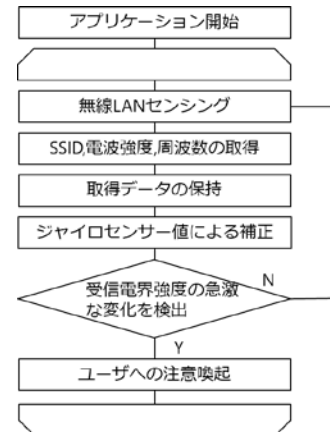 アプリケーション開始
無線LANセンシング
SSID,電波強度,周波数の取得
取得データの保持
ジャイロセンサー値による補正
受信電界強度の急激
な変化を検出
N
Y
ユーザへの注意喚起